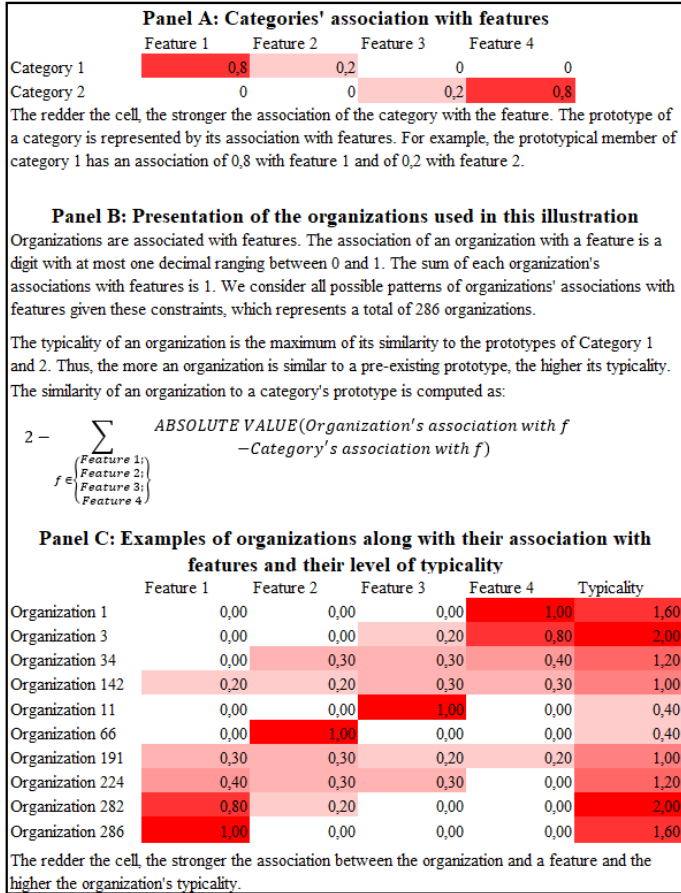 Panel A: Categories' association with features
Feature 1 Feature 2 Feature 3 Feature 4
Category 1 0,8 0,2 0 0
Category 2 0 0 0,2 0,8
The redder the cell, the stronger the association of the category with the feature. The prototype of
a category is represented by its association with features. For example, the prototypical member of
category 1 has an association of 0,8 with feature 1 and of 0,2 with feature 2.
Panel B: Presentation of the organizations used in this illustration
Organizations are associated with features. The association of an organization with a feature is a
digit with at most one decimal ranging between 0 and 1. The sum of each organization's
associations with features is 1. We consider all possible patterns of organizations' associations with
features given these constraints, which represents a total of 286 organizations.
The typicality of an organization is the maximum of its similarity to the prototypes of Category 1
and 2. Thus, the more an organization is similar to a pre-existing prototype, the higher its typicality.
The similarity of an organization to a category's prototype is computed as:
2 − ∑ ABSOLUTE VALUE(Organization's association with f
−Category's association with f)
f ∈ {Feature 1;
Feature 2;
Feature 3;
Feature 4}
Panel C: Examples of organizations along with their association with
features and their level of typicality
Feature 1 Feature 2 Feature 3 Feature 4 Typicality
Organization 1 0,00 0,00 0,00 1,00 1,60
Organization 3 0,00 0,00 0,20 0,80 2,00
Organization 34 0,00 0,30 0,30 0,40 1,20
Organization 142 0,20 0,20 0,30 0,30 1,00
Organization 11 0,00 0,00 1,00 0,00 0,40
Organization 66 0,00 1,00 0,00 0,00 0,40
Organization 191 0,30 0,30 0,20 0,20 1,00
Organization 224 0,40 0,30 0,30 0,00 1,20
Organization 282 0,80 0,20 0,00 0,00 2,00
Organization 286 1,00 0,00 0,00 0,00 1,60
The redder the cell, the stronger the association between the organization and a feature and the
higher the organization's typicality.